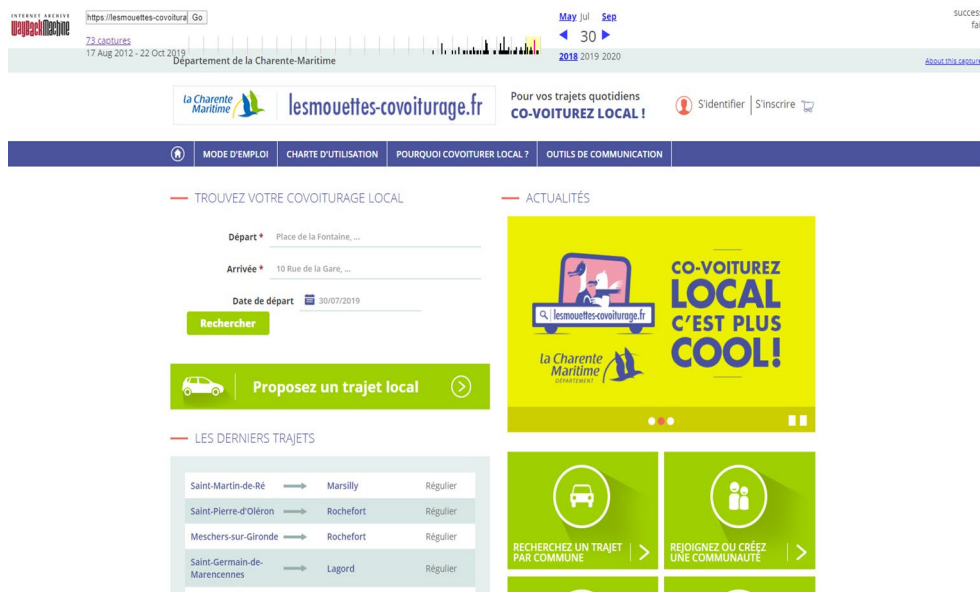 INTERNET ARCHIVE
WayBackMachine
https://lesmouettes-covoitura Go
73 captures
17 Aug 2012 - 22 Oct 2019
May Jul Sep
30
2018 2019 2020
About this capture
Département de la Charente-Maritime
la Charente
Maritime
lesmouettes-covoiturage.fr
Pour vos trajets quotidiens
CO-VOITUREZ LOCAL !
S'identifier S'inscrire
MODE D'EMPLOI CHARTE D'UTILISATION POURQUOI COVOITURER LOCAL ? OUTILS DE COMMUNICATION
TROUVEZ VOTRE COVOITURAGE LOCAL
Départ * Place de la Fontaine, ...
Arrivée * 10 Rue de la Gare, ...
Date de départ 30/07/2019
Rechercher
Proposez un trajet local
LES DERNIERS TRAJETS
Saint-Martin-de-Ré Marsilly Régulier
Saint-Pierre-d'Oléron Rochefort Régulier
Meschers-sur-Gironde Rochefort Régulier
Saint-Germain-de-
Marencennes Lagord Régulier
ACTUALITÉS
lesmouettes-covoiturage.fr
la Charente
Maritime
DÉPARTEMENT
CO-VOITUREZ
LOCAL
C'EST PLUS
COOL!
RECHERCHEZ UN TRAJET
PAR COMMUNE
REJOIGNEZ OU CRÉEZ
UNE COMMUNAUTÉ